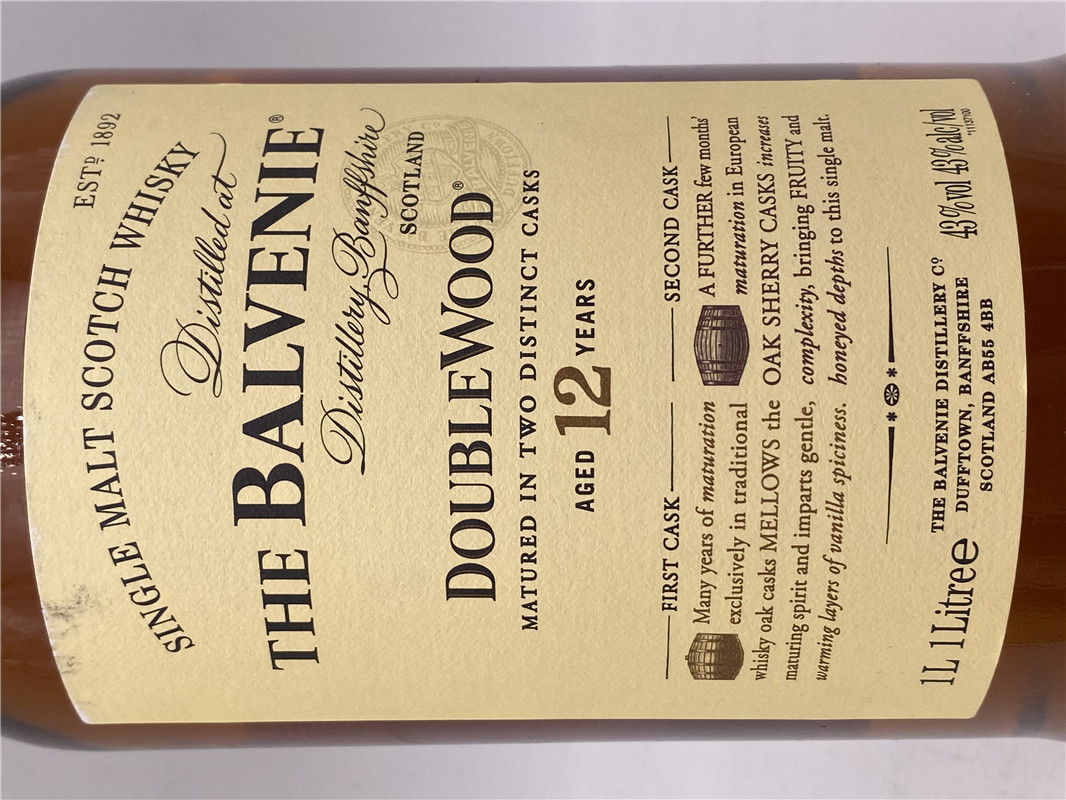 ESTD 1892
SINGLE MALT SCOTCH WHISKY
Distilled at
THE BALVENIE®
Distillery, Banffshire
SCOTLAND
DOUBLEWOOD®
MATURED IN TWO DISTINCT CASKS
AGED 12 YEARS
FIRST CASK
Many years of maturation
exclusively in traditional
whisky oak casks MELLOWS the
maturing spirit and imparts gentle,
warming layers of vanilla spiciness.
SECOND CASK
A FURTHER few months'
maturation in European
OAK SHERRY CASKS increases
complexity, bringing FRUITY and
honeyed depths to this single malt.
1 L 1 Litre e
THE BALVENIE DISTILLERY Co
DUFFTOWN, BANFFSHIRE
SCOTLAND AB55 4BB
43%vol 43%alc/vol